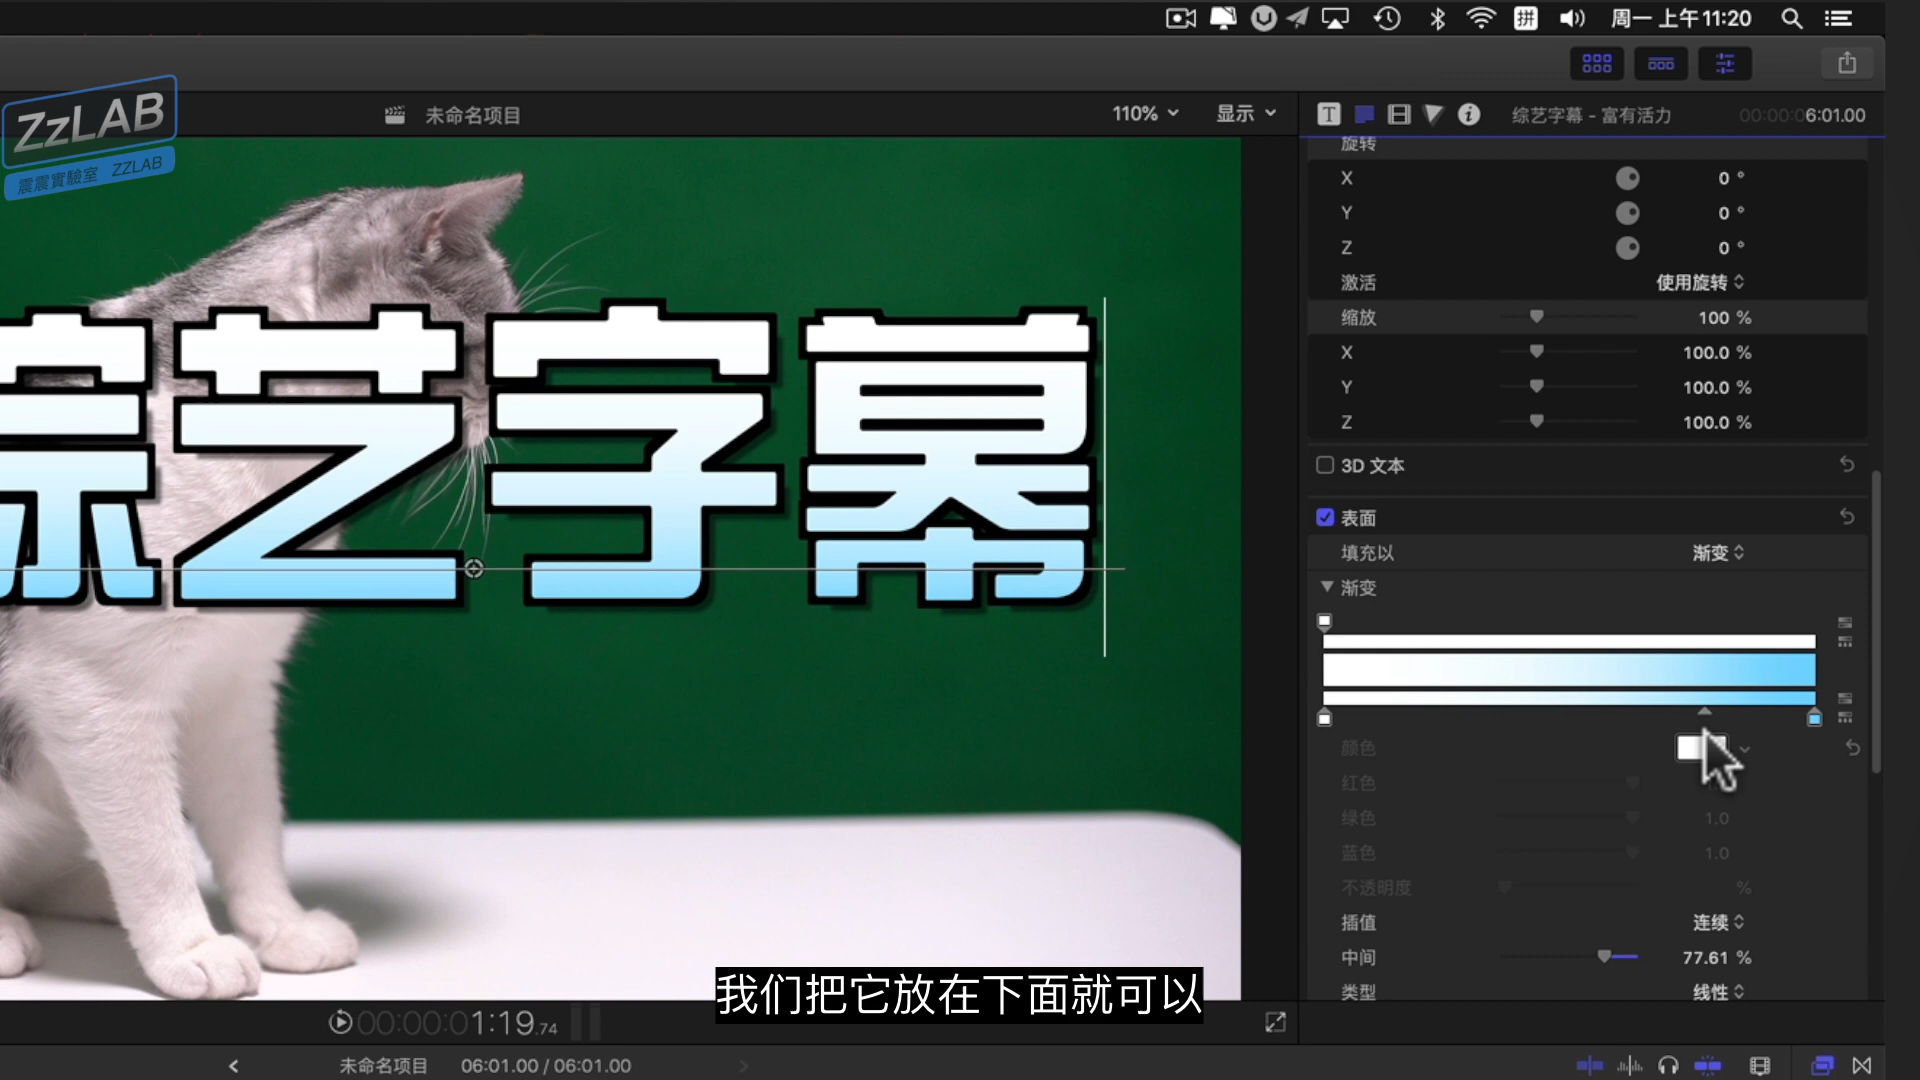 周一 上午11:20
拼
ZzLAB
震震實驗室 ZZLAB
未命名项目
110%
显示
T
综艺字幕 - 富有活力
00:00:06:01.00
旋转
X 0 °
Y 0 °
Z 0 °
激活 使用旋转
缩放 100 %
X 100.0 %
Y 100.0 %
Z 100.0 %
3D 文本
表面
填充以 渐变
渐变
颜色
红色
绿色 1.0
蓝色 1.0
不透明度 %
插值 连续
中间 77.61 %
类型 线性
综艺字幕
我们把它放在下面就可以
00:00:01:19.74
未命名项目 06:01.00 / 06:01.00